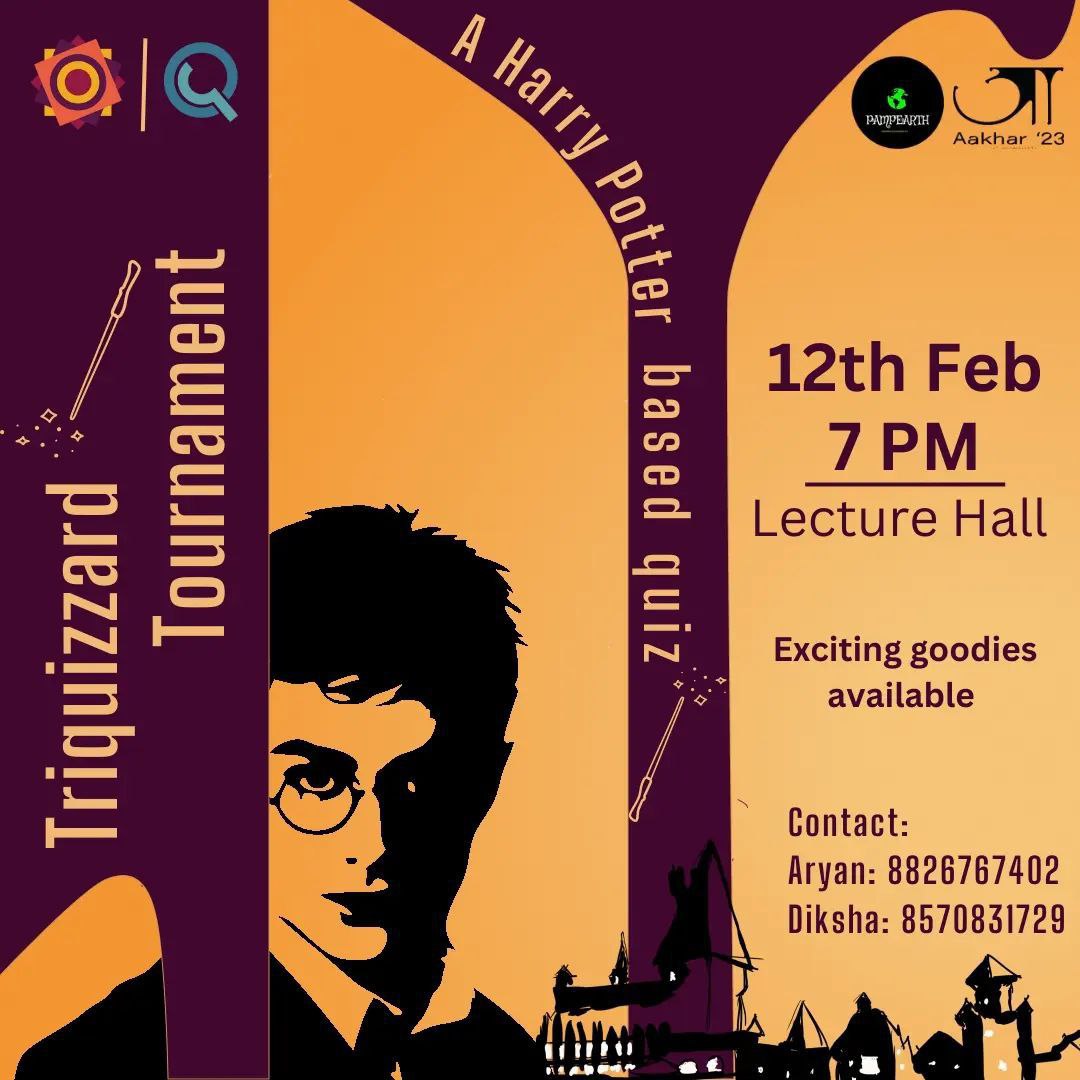 PAMPEARTH
आ
Aakhar ‘23
A Harry Potter based quiz
Triquizzard
Tournament
12th Feb
7 PM
Lecture Hall
Exciting goodies
available
Contact:
Aryan: 8826767402
Diksha: 8570831729